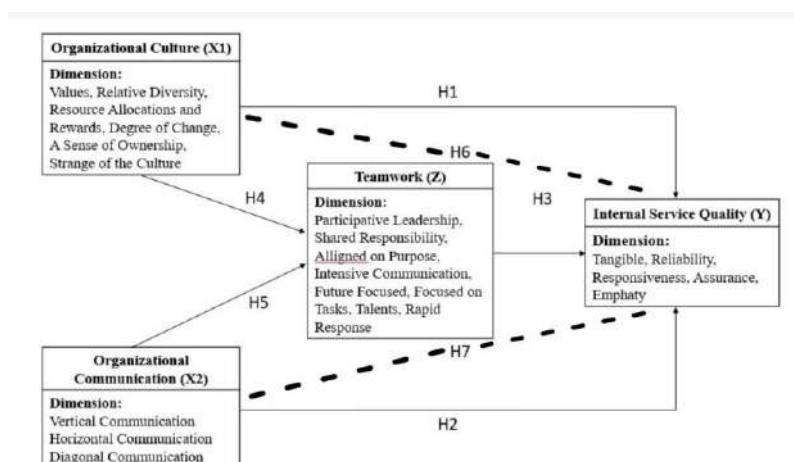 Organizational Culture (X1)
Dimension:
Values, Relative Diversity,
Resource Allocations and
Rewards, Degree of Change,
A Sense of Ownership,
Strange of the Culture
H1
H6
H4
Teamwork (Z)
Dimension:
Participative Leadership,
Shared Responsibility,
Alligned on Purpose,
Intensive Communication,
Future Focused, Focused on
Tasks, Talents, Rapid
Response
H3
Internal Service Quality (Y)
Dimension:
Tangible, Reliability,
Responsiveness, Assurance,
Emphaty
H5
H7
Organizational
Communication (X2)
Dimension:
Vertical Communication
Horizontal Communication
Diagonal Communication
H2